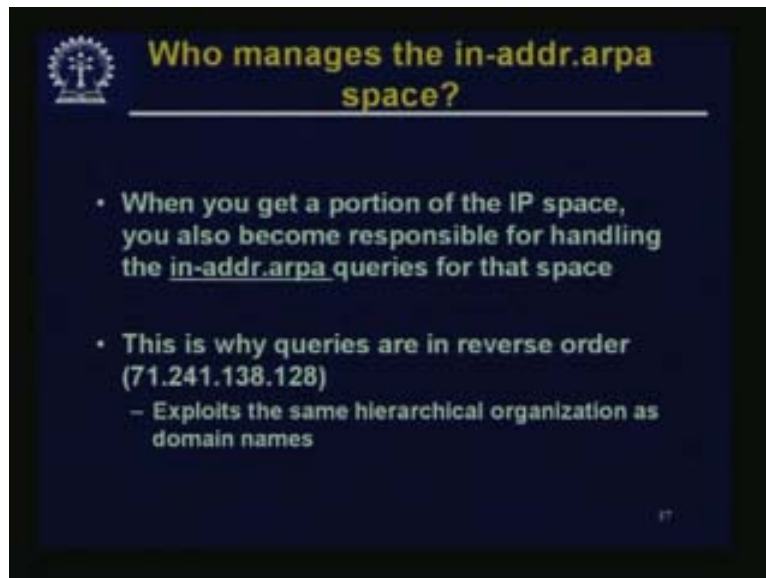 Who manages the in-addr.arpa
space?
• When you get a portion of the IP space,
you also become responsible for handling
the in-addr.arpa queries for that space
• This is why queries are in reverse order
(71.241.138.128)
– Exploits the same hierarchical organization as
domain names